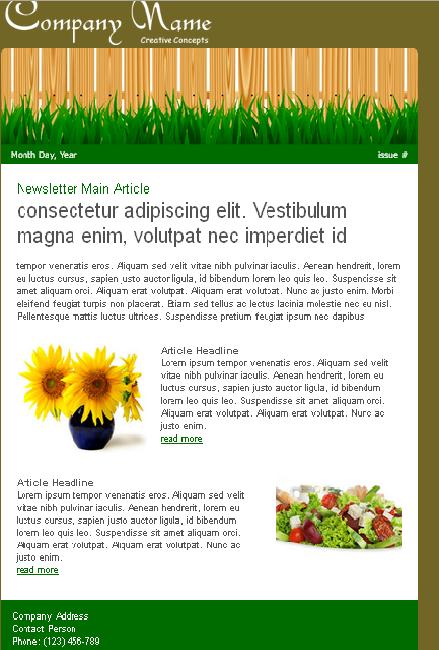 Company Name
Creative Concepts
Month Day, Year
issue #
Newsletter Main Article
consectetur adipiscing elit. Vestibulum
magna enim, volutpat nec imperdiet id
tempor venenatis eros. Aliquam sed velit vitae nibh pulvinar iaculis. Aenean hendrerit, lorem
eu luctus cursus, sapien justo auctor ligula, id bibendum lorem leo quis leo. Suspendisse sit
amet aliquam orci. Aliquam erat volutpat. Aliquam erat volutpat. Nunc ac justo enim. Morbi
eleifend feugiat turpis non placerat. Etiam sed tellus ac lectus lacinia molestie nec eu nisl.
Pellentesque mattis luctus ultrices. Suspendisse pretium feugiat ipsum nec dapibus
Article Headline
Lorem ipsum tempor venenatis eros. Aliquam sed velit
vitae nibh pulvinar iaculis. Aenean hendrerit, lorem eu
luctus cursus, sapien justo auctor ligula, id bibendum
lorem leo quis leo. Suspendisse sit amet aliquam orci.
Aliquam erat volutpat. Aliquam erat volutpat. Nunc ac
justo enim.
read more
Article Headline
Lorem ipsum tempor venenatis eros. Aliquam sed velit
vitae nibh pulvinar iaculis. Aenean hendrerit, lorem eu
luctus cursus, sapien justo auctor ligula, id bibendum
lorem leo quis leo. Suspendisse sit amet aliquam orci.
Aliquam erat volutpat. Aliquam erat volutpat. Nunc ac
justo enim.
read more
Company Address
Contact Person
Phone: (123) 456-789